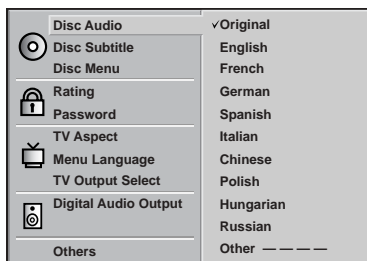 Disc Audio
Disc Subtitle
Disc Menu
Rating
Password
TV Aspect
Menu Language
TV Output Select
Digital Audio Output
Others
✓Original
English
French
German
Spanish
Italian
Chinese
Polish
Hungarian
Russian
Other — — — —